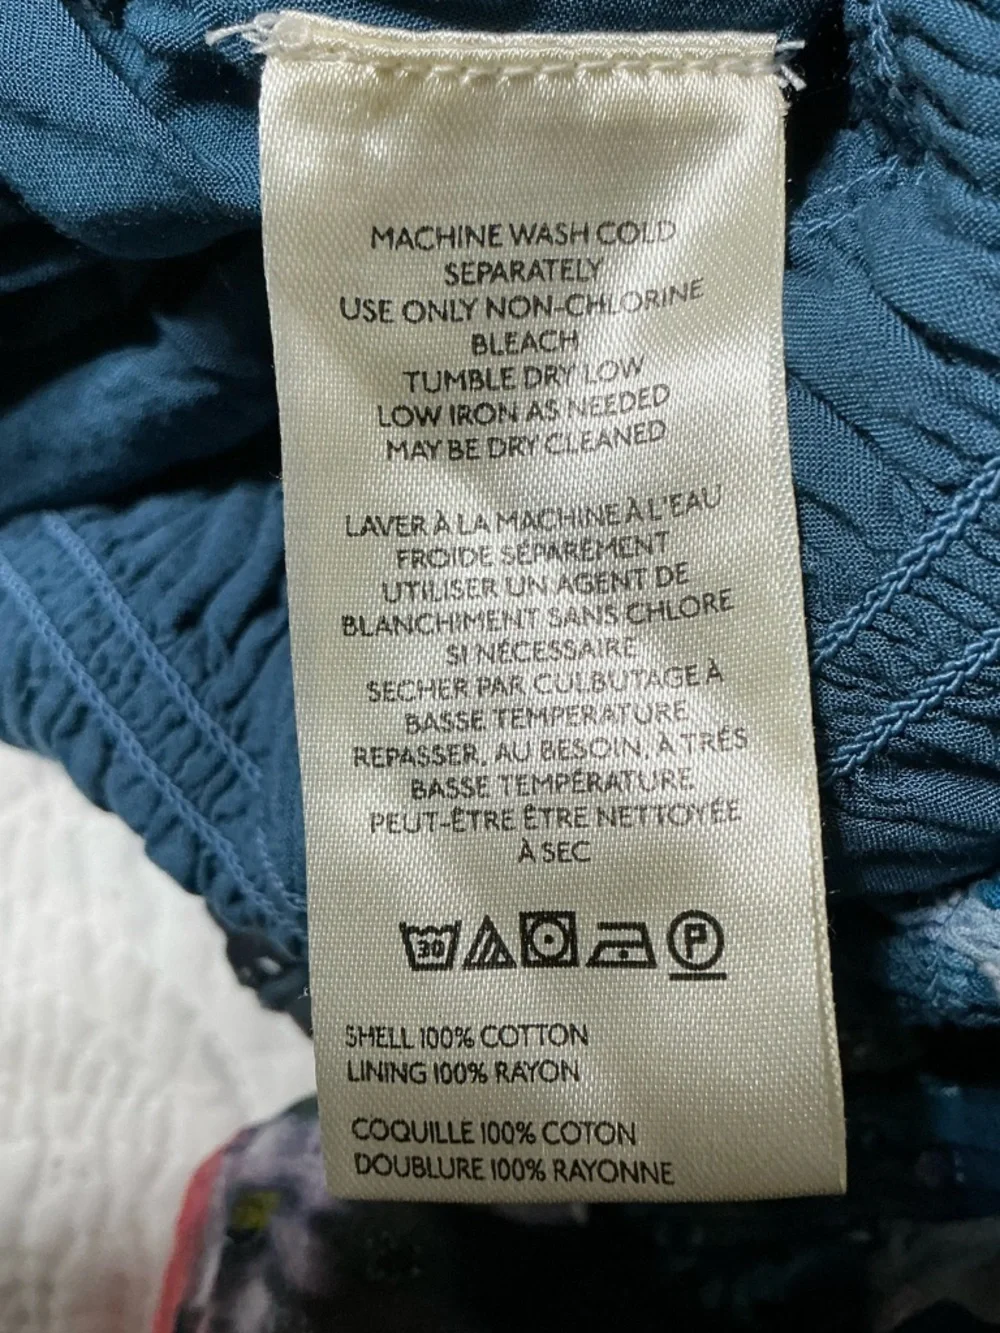 MACHINE WASH COLD
SEPARATELY
USE ONLY NON-CHLORINE
BLEACH
TUMBLE DRY LOW
LOW IRON AS NEEDED
MAY BE DRY CLEANED
LAVER À LA MACHINE À L'EAU
FROIDE SÉPARÉMENT
UTILISER UN AGENT DE
BLANCHIMENT SANS CHLORE
SI NÉCESSAIRE
SECHER PAR CULBUTAGE À
BASSE TEMPERATURE
REPASSER, AU BESOIN, À TRÉS
BASSE TEMPÉRATURE
PEUT-ÊTRE ÊTRE NETTOYÉE
À SEC
30 P
SHELL 100% COTTON
LINING 100% RAYON
COQUILLE 100% COTON
DOUBLURE 100% RAYONNE